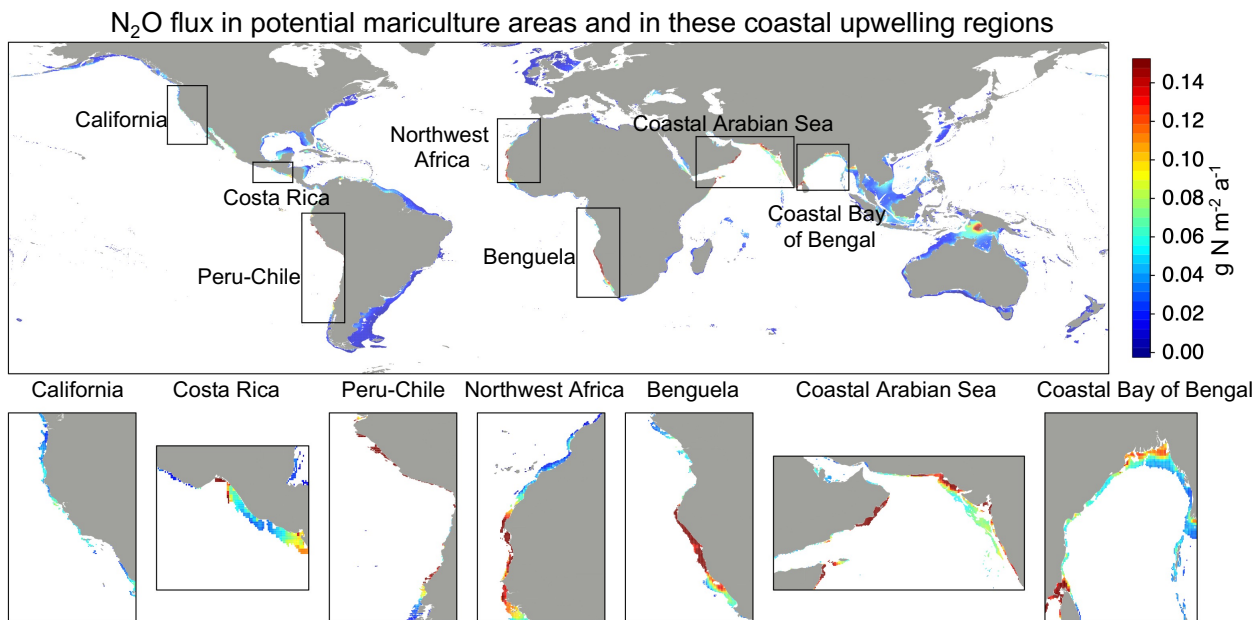 N₂O flux in potential mariculture areas and in these coastal upwelling regions
California
Costa Rica
Peru-Chile
Northwest
Africa
Benguela
Coastal Arabian Sea
Coastal Bay
of Bengal
0.14
0.12
0.10
0.08
0.06
0.04
0.02
0.00
g N m⁻² a⁻¹
California
Costa Rica
Peru-Chile
Northwest Africa
Benguela
Coastal Arabian Sea
Coastal Bay of Bengal